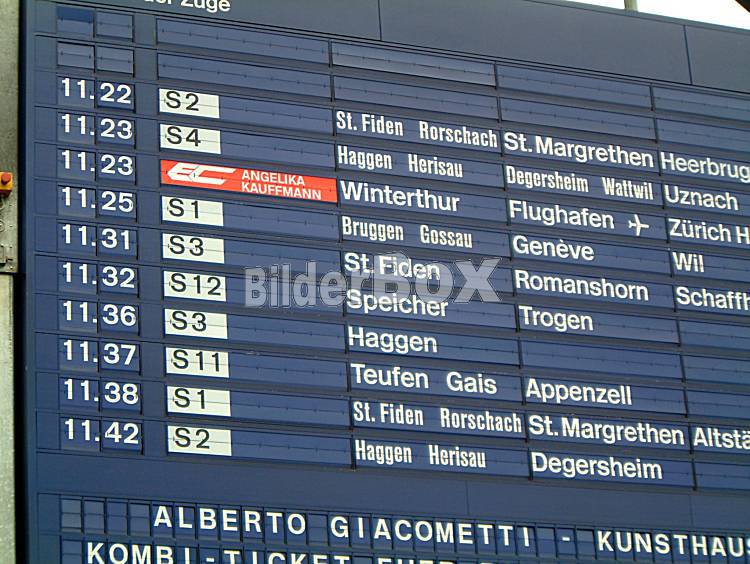 der Züge
11.22 S2 St. Fiden Rorschach St. Margrethen Heerbrug
11.23 S4 Haggen Herisau Degersheim Wattwil Uznach
11.23 EC ANGELIKA KAUFFMANN Winterthur Flughafen Zürich H
11.25 S1 Bruggen Gossau Genève Wil
11.31 S3 St. Fiden Romanshorn Schaffh
11.32 S12 Speicher Trogen
11.36 S3 Haggen
11.37 S11 Teufen Gais Appenzell
11.38 S1 St. Fiden Rorschach St. Margrethen Altstä
11.42 S2 Haggen Herisau Degersheim
BilderBOX
ALBERTO GIACOMETTI - KUNSTHAUS
KOMBI-TICKET